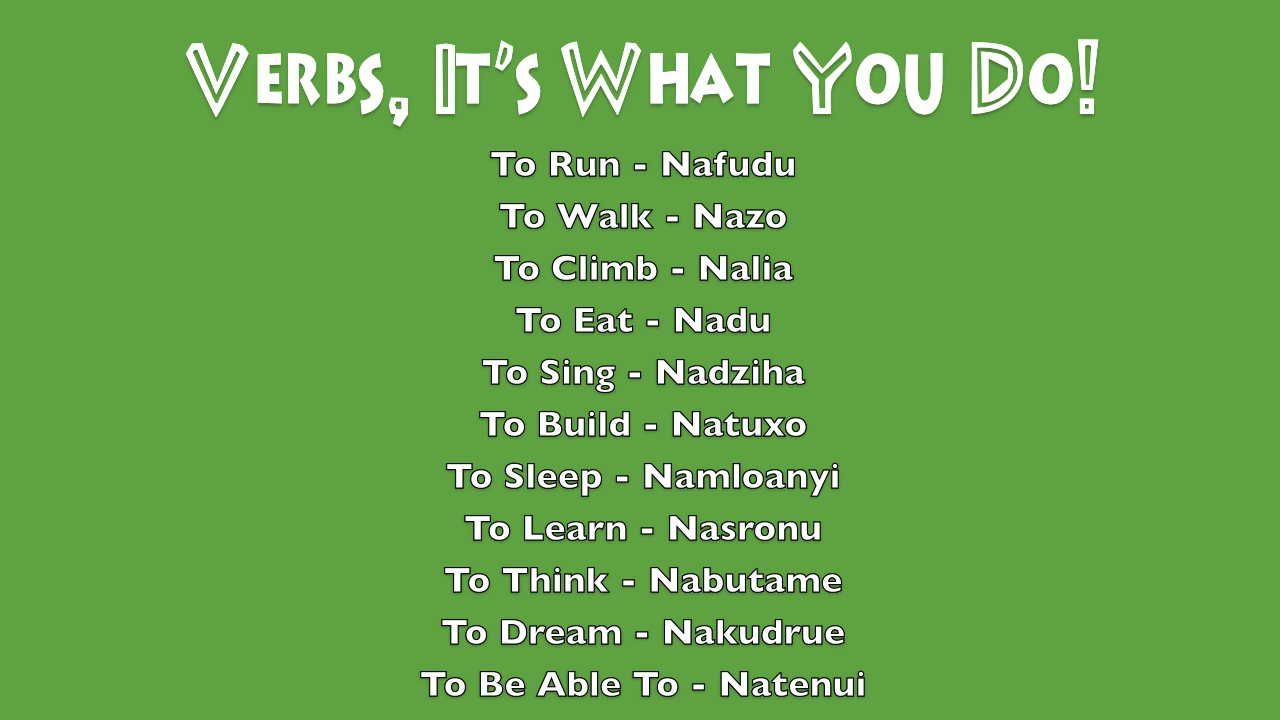 Verbs, It's What You Do!
To Run - Nafudu
To Walk - Nazo
To Climb - Nalia
To Eat - Nadu
To Sing - Nadziha
To Build - Natuxo
To Sleep - Namloanyi
To Learn - Nasronu
To Think - Nabutame
To Dream - Nakudrue
To Be Able To - Natenui